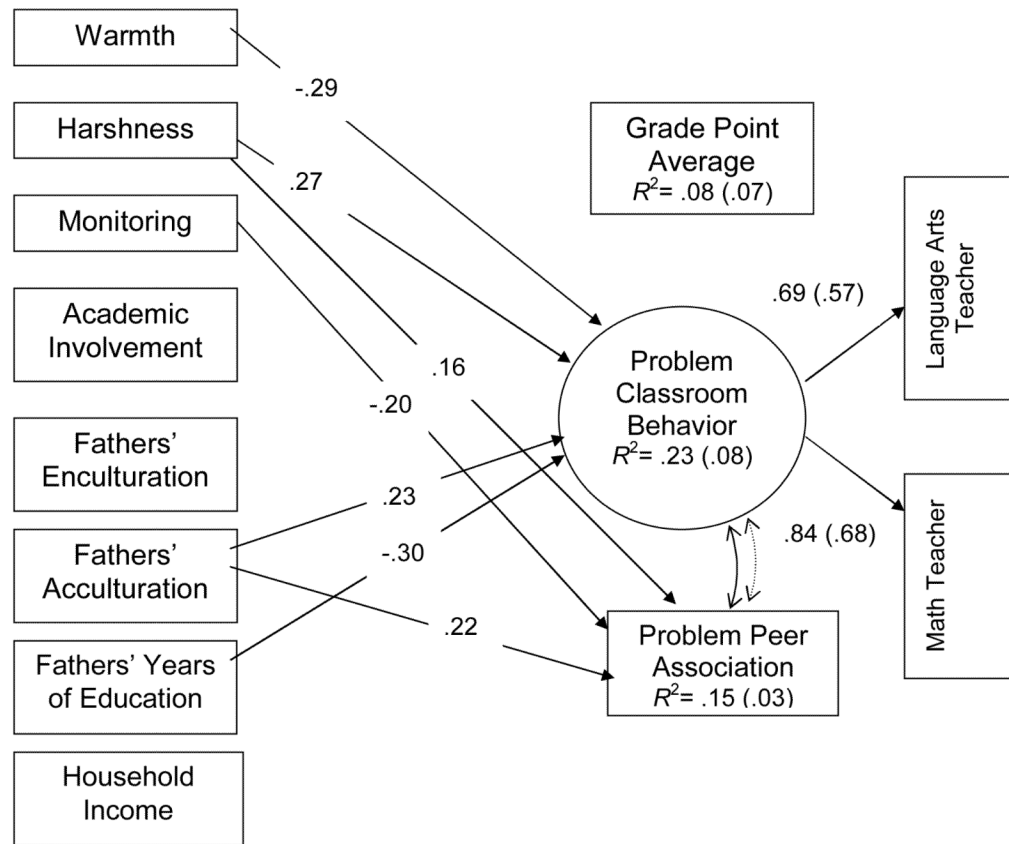 Warmth
-.29
Harshness
Grade Point
Average
R²= .08 (.07)
.27
Monitoring
Language Arts
Teacher
.69 (.57)
Academic
Involvement
.16
Problem
Classroom
Behavior
R²= .23 (.08)
-.20
Fathers’
Enculturation
.23
-.30
.84 (.68)
Fathers’
Acculturation
Math Teacher
.22
Problem Peer
Association
R²= .15 (.03)
Fathers’ Years
of Education
Household
Income